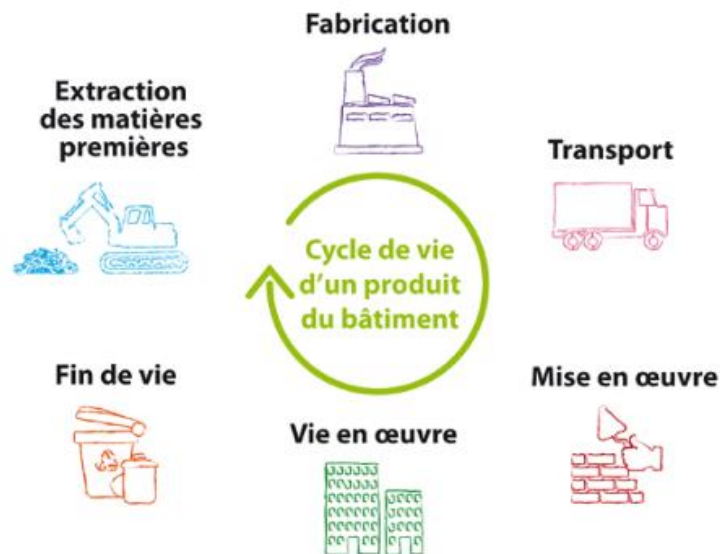 Fabrication
Extraction
des matières
premières
Transport
Cycle de vie
d'un produit
du bâtiment
Fin de vie
Mise en œuvre
Vie en œuvre